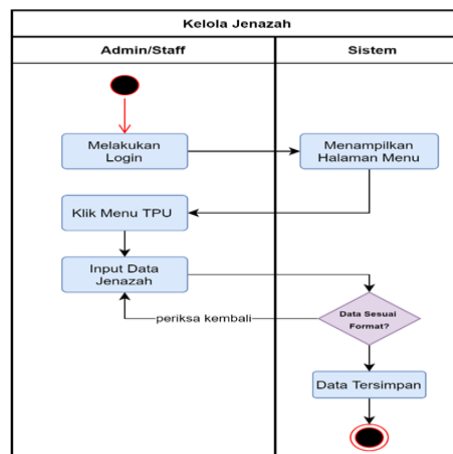 Kelola Jenazah
Admin/Staff
Sistem
Melakukan
Login
Menampilkan
Halaman Menu
Klik Menu TPU
Input Data
Jenazah
Data Sesuai
Format?
periksa kembali
Data Tersimpan